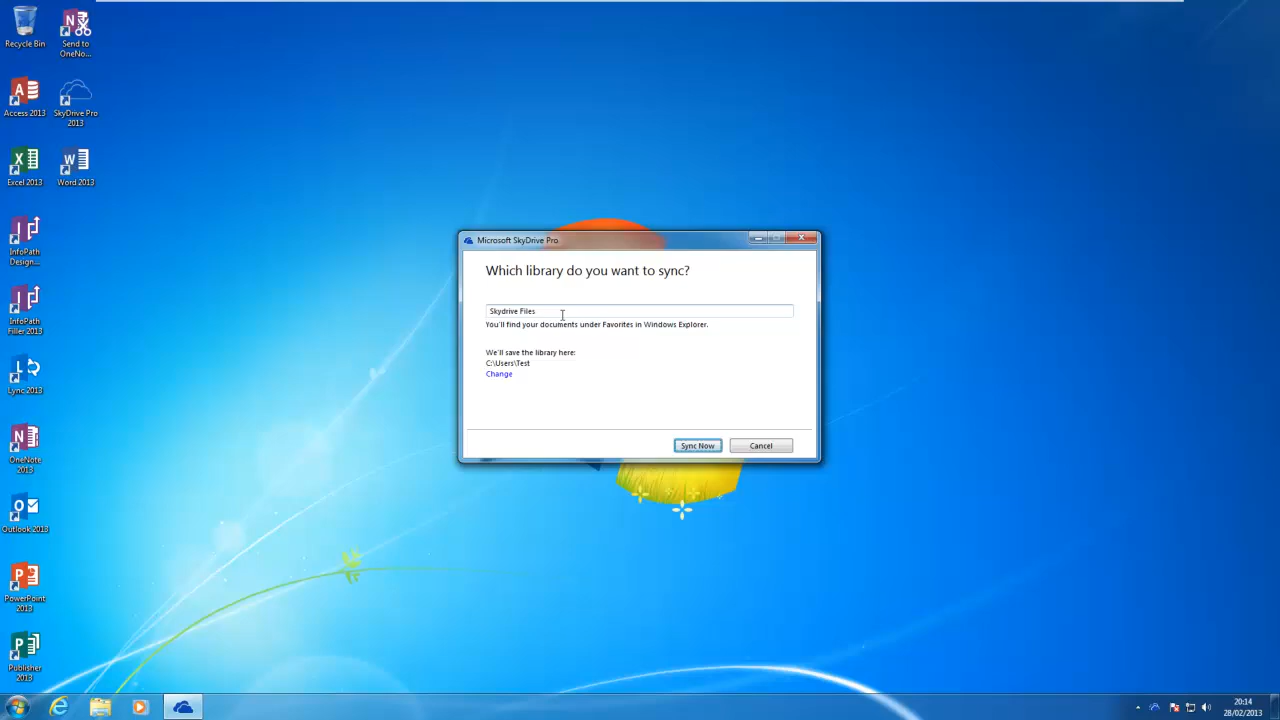 Recycle Bin
Send to
OneNo...
Access 2013
SkyDrive Pro
2013
Excel 2013
Word 2013
InfoPath
Design...
InfoPath
Filler 2013
Lync 2013
OneNote
2013
Outlook 2013
PowerPoint
2013
Publisher
2013
Microsoft SkyDrive Pro
Which library do you want to sync?
Skydrive Files
You'll find your documents under Favorites in Windows Explorer.
We'll save the library here:
C:\Users\Test
Change
Sync Now
Cancel
20:14
28/02/2013